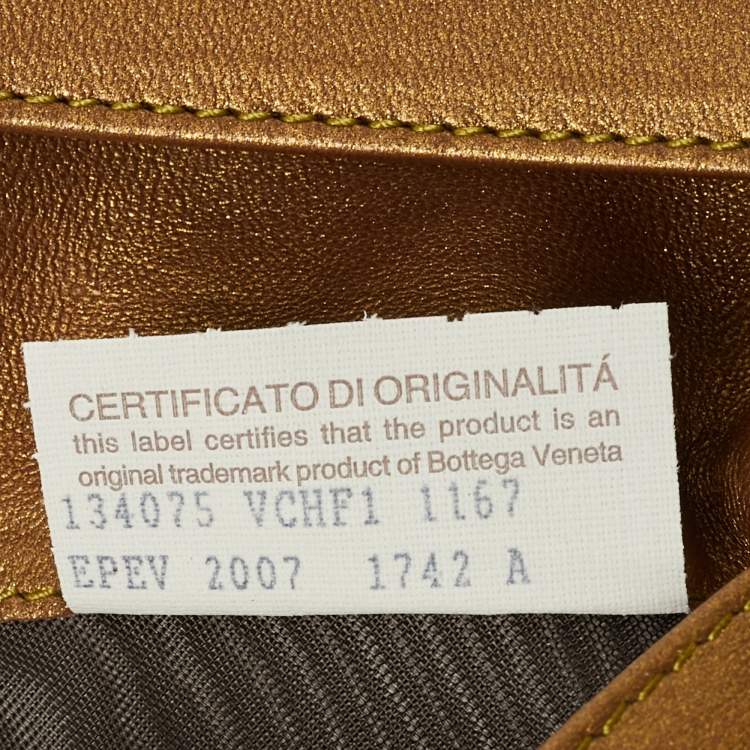 CERTIFICATO DI ORIGINALITÁ
this label certifies that the product is an
original trademark product of Bottega Veneta
134075 VCHF1 1167
EPEV 2007 1742 A